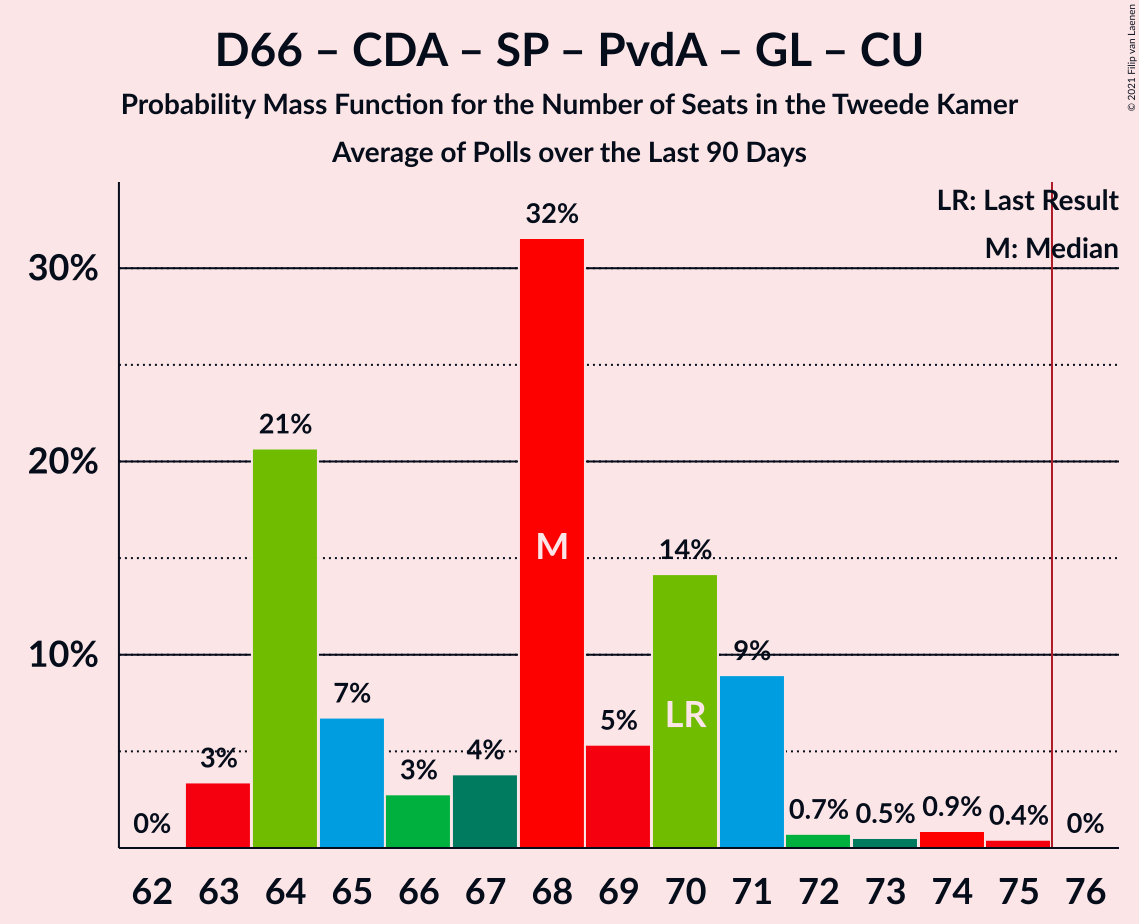 D66 – CDA – SP – PvdA – GL – CU
Probability Mass Function for the Number of Seats in the Tweede Kamer
Average of Polls over the Last 90 Days
© 2021 Filip van Laenen
LR: Last Result
M: Median
32%
30%
21%
20%
M
14%
10%
9%
7%
LR
5%
3%
3%
4%
0%
0.7%
0.5%
0.9%
0.4%
0%
62 63 64 65 66 67 68 69 70 71 72 73 74 75 76